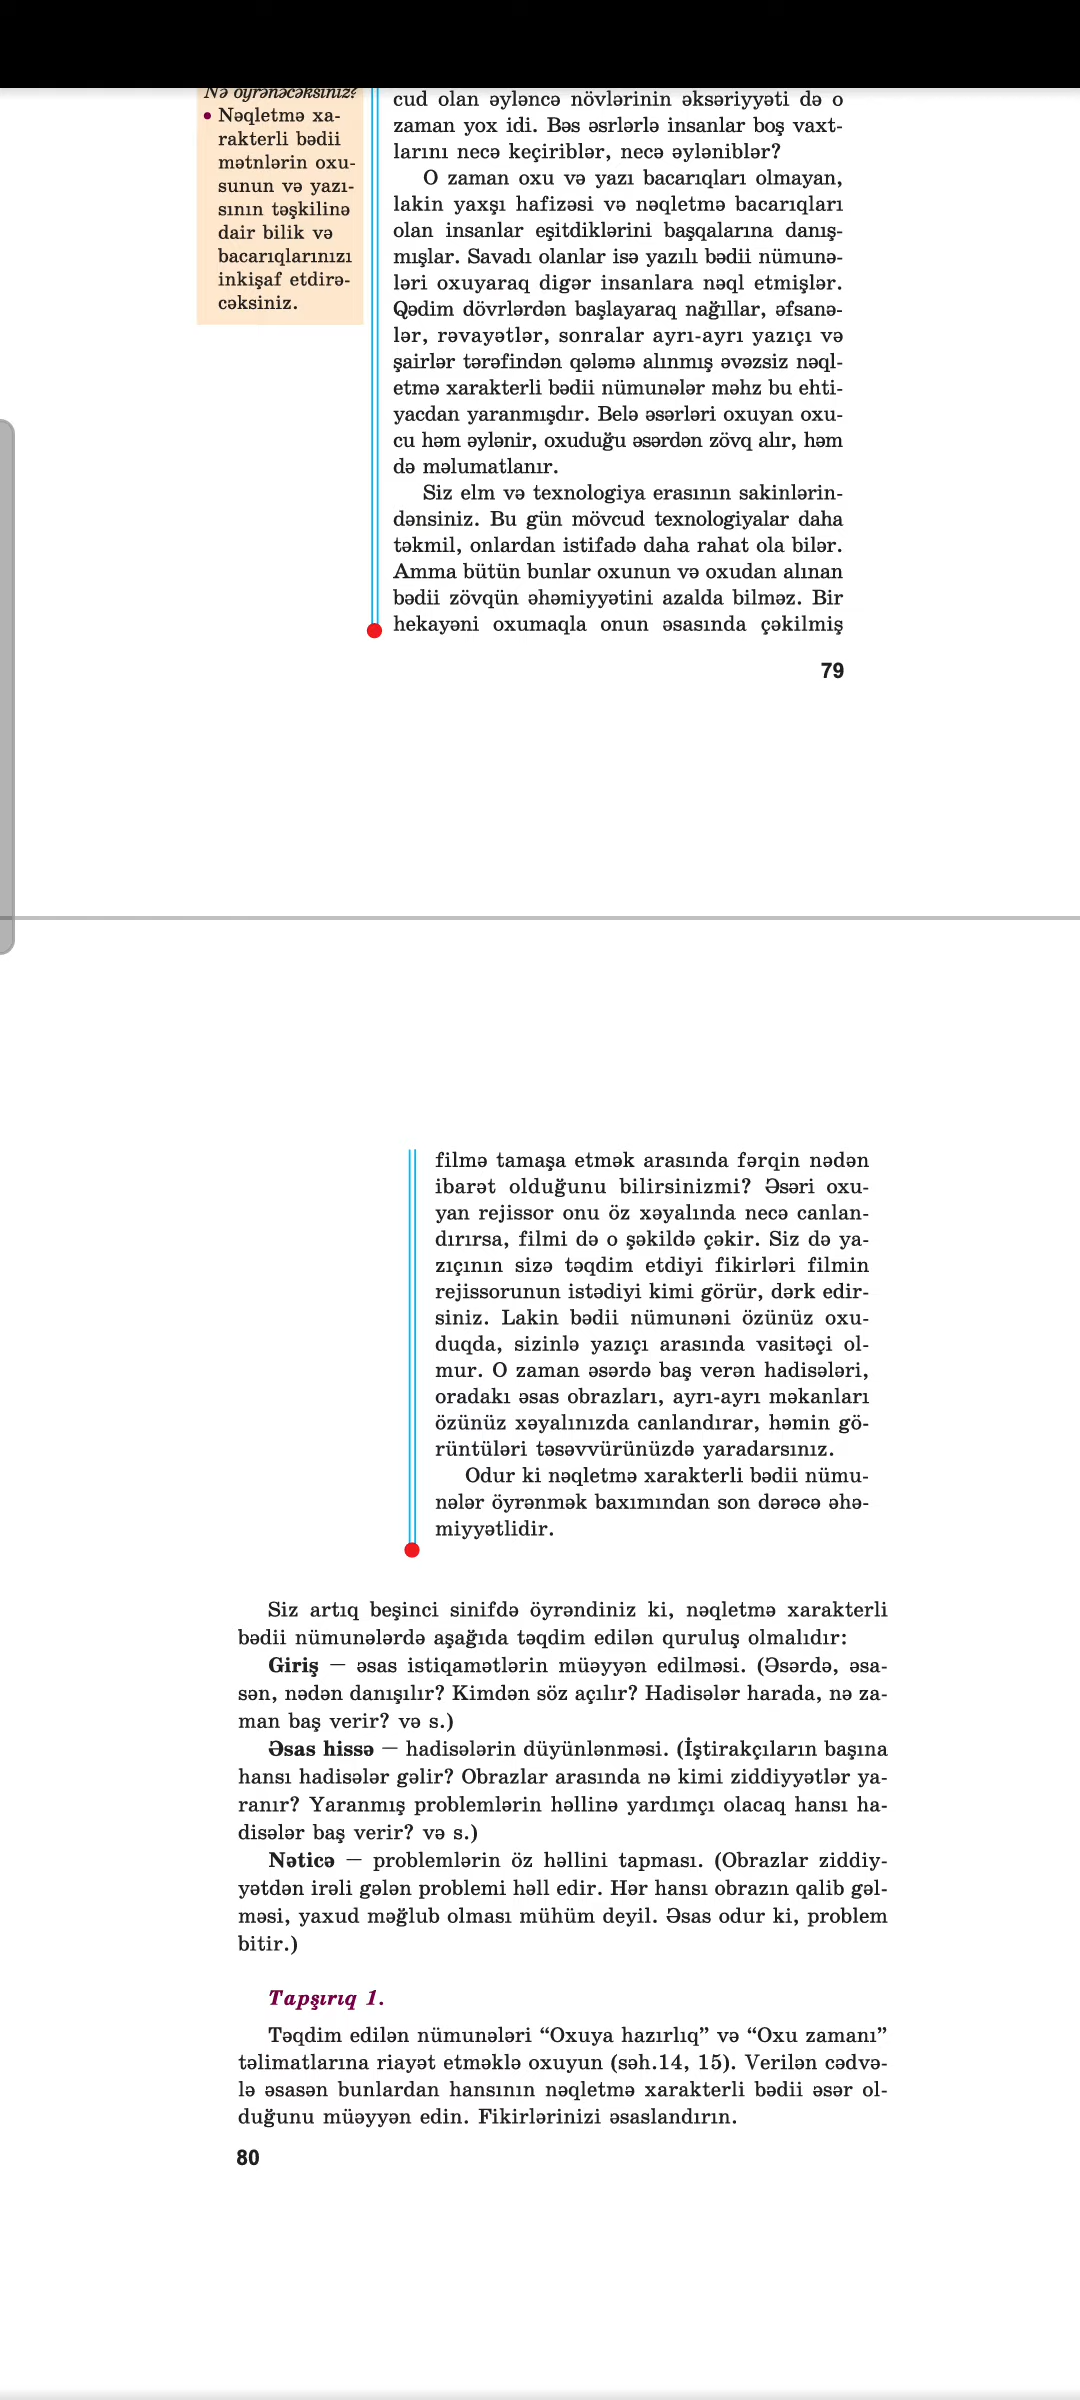 Nə öyrənəcəksiniz?
• Nəqletmə xa-
rakterli bədii
mətnlərin oxu-
sunun və yazı-
sının təşkilinə
dair bilik və
bacarıqlarınızı
inkişaf etdirə-
cəksiniz.
cud olan əyləncə növlərinin əksəriyyəti də o
zaman yox idi. Bəs əsrlərlə insanlar boş vaxt-
larını necə keçiriblər, necə əyləniblər?
O zaman oxu və yazı bacarıqları olmayan,
lakin yaxşı hafizəsi və nəqletmə bacarıqları
olan insanlar eşitdiklərini başqalarına danış-
mışlar. Savadı olanlar isə yazılı bədii nümunə-
ləri oxuyaraq digər insanlara nəql etmişlər.
Qədim dövrlərdən başlayaraq nağıllar, əfsanə-
lər, rəvayətlər, sonralar ayrı-ayrı yazıçı və
şairlər tərəfindən qələmə alınmış əvəzsiz nəql-
etmə xarakterli bədii nümunələr məhz bu ehti-
yacdan yaranmışdır. Belə əsərləri oxuyan oxu-
cu həm əylənir, oxuduğu əsərdən zövq alır, həm
də məlumatlanır.
Siz elm və texnologiya erasının sakinlərin-
dənsiniz. Bu gün mövcud texnologiyalar daha
təkmil, onlardan istifadə daha rahat ola bilər.
Amma bütün bunlar oxunun və oxudan alınan
bədii zövqün əhəmiyyətini azalda bilməz. Bir
hekayəni oxumaqla onun əsasında çəkilmiş
79
filmə tamaşa etmək arasında fərqin nədən
ibarət olduğunu bilirsinizmi? Əsəri oxu-
yan rejissor onu öz xəyalında necə canlan-
dırırsa, filmi də o şəkildə çəkir. Siz də ya-
zıçının sizə təqdim etdiyi fikirləri filmin
rejissorunun istədiyi kimi görür, dərk edir-
siniz. Lakin bədii nümunəni özünüz oxu-
duqda, sizinlə yazıçı arasında vasitəçi ol-
mur. O zaman əsərdə baş verən hadisələri,
oradakı əsas obrazları, ayrı-ayrı məkanları
özünüz xəyalınızda canlandırar, həmin gö-
rüntüləri təsəvvürünüzdə yaradarsınız.
Odur ki nəqletmə xarakterli bədii nümu-
nələr öyrənmək baxımından son dərəcə əhə-
miyyətlidir.
Siz artıq beşinci sinifdə öyrəndiniz ki, nəqletmə xarakterli
bədii nümunələrdə aşağıda təqdim edilən quruluş olmalıdır:
Giriş — əsas istiqamətlərin müəyyən edilməsi. (Əsərdə, əsa-
sən, nədən danışılır? Kimdən söz açılır? Hadisələr harada, nə za-
man baş verir? və s.)
Əsas hissə — hadisələrin düyünlənməsi. (İştirakçıların başına
hansı hadisələr gəlir? Obrazlar arasında nə kimi ziddiyyətlər ya-
ranır? Yaranmış problemlərin həllinə yardımçı olacaq hansı ha-
disələr baş verir? və s.)
Nəticə — problemlərin öz həllini tapması. (Obrazlar ziddiy-
yətdən irəli gələn problemi həll edir. Hər hansı obrazın qalib gəl-
məsi, yaxud məğlub olması mühüm deyil. Əsas odur ki, problem
bitir.)
Tapşırıq 1.
Təqdim edilən nümunələri “Oxuya hazırlıq” və “Oxu zamanı”
təlimatlarına riayət etməklə oxuyun (səh.14, 15). Verilən cədvə-
lə əsasən bunlardan hansının nəqletmə xarakterli bədii əsər ol-
duğunu müəyyən edin. Fikirlərinizi əsaslandırın.
80